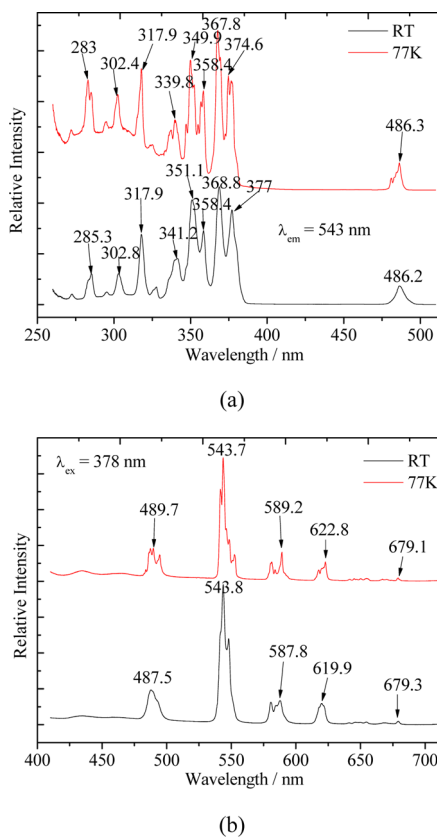 367.8
317.9 349.9
283 374.6
302.4 358.4
339.8
RT
77K
486.3
351.1 368.8 377
317.9 358.4
341.2
285.3 302.8
λem = 543 nm
486.2
Relative Intensity
250 300 350 400 450 500
Wavelength / nm
(a)
λex = 378 nm
543.7
RT
77K
489.7 589.2
622.8
679.1
543.8
487.5 587.8 619.9
679.3
Relative Intensity
400 450 500 550 600 650 700
Wavelength / nm
(b)